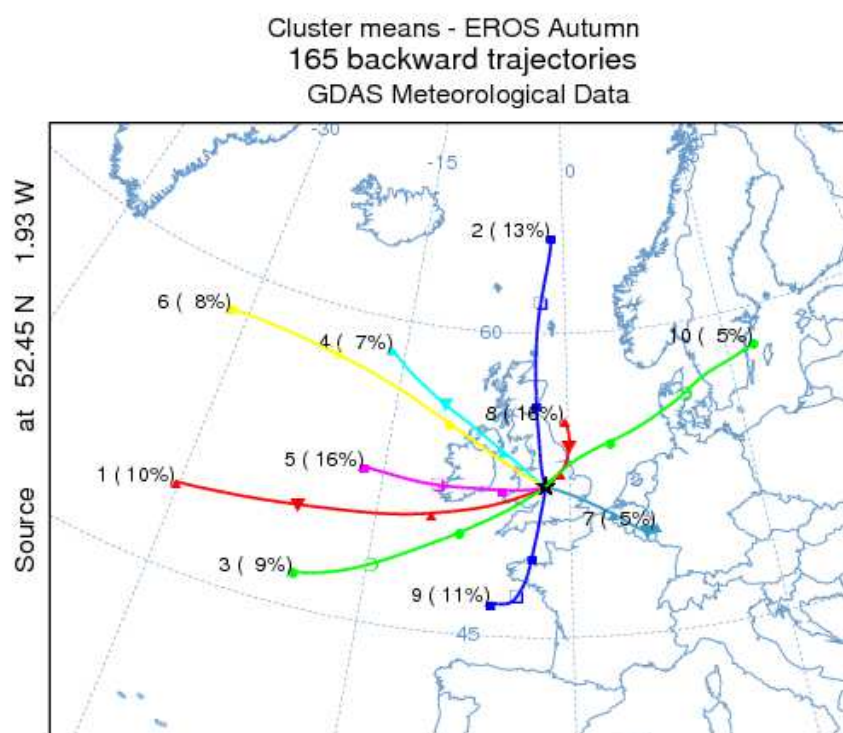 Cluster means - EROS Autumn
165 backward trajectories
GDAS Meteorological Data
Source at 52.45 N 1.93 W
-30
-15
0
2 ( 13%)
6 ( 8%)
60
4 ( 7%)
10 ( 5%)
8 ( 16%)
5 ( 16%)
1 ( 10%)
7 ( 5%)
3 ( 9%)
9 ( 11%)
45